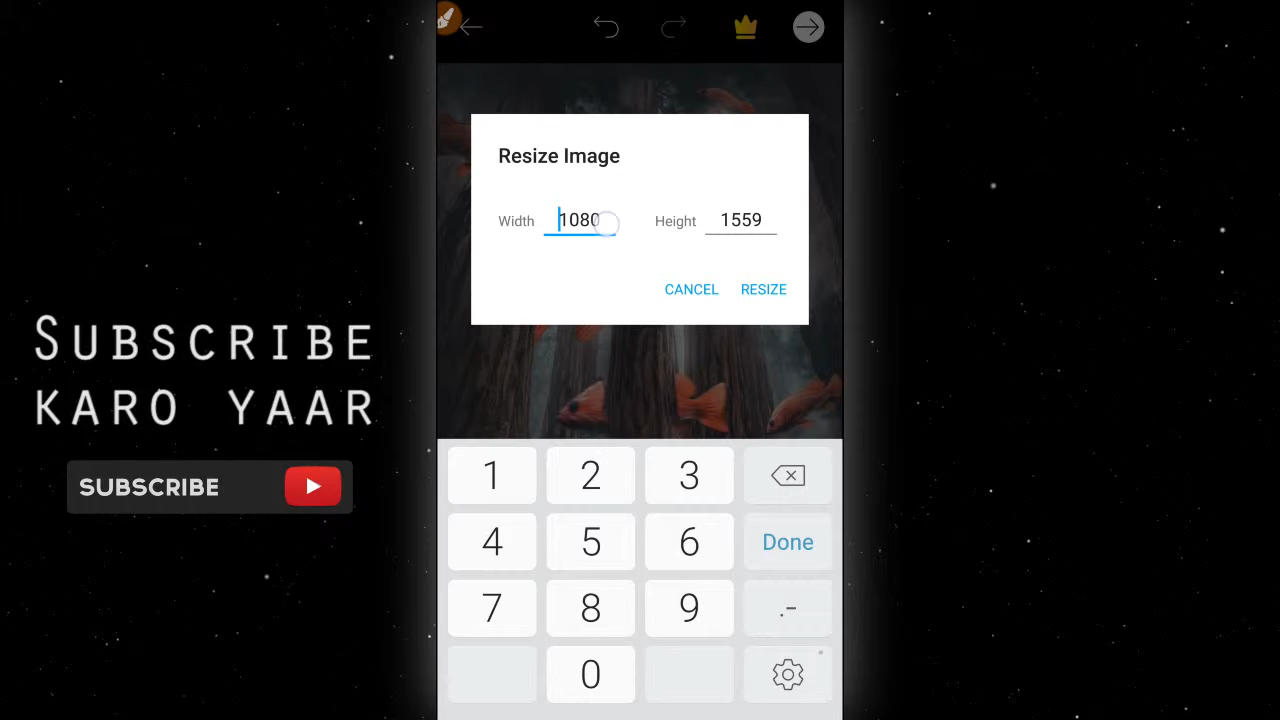 Resize Image
Width 1080 Height 1559
CANCEL RESIZE
SUBSCRIBE
KARO YAAR
SUBSCRIBE
1 2 3
4 5 6 Done
7 8 9 .-
0